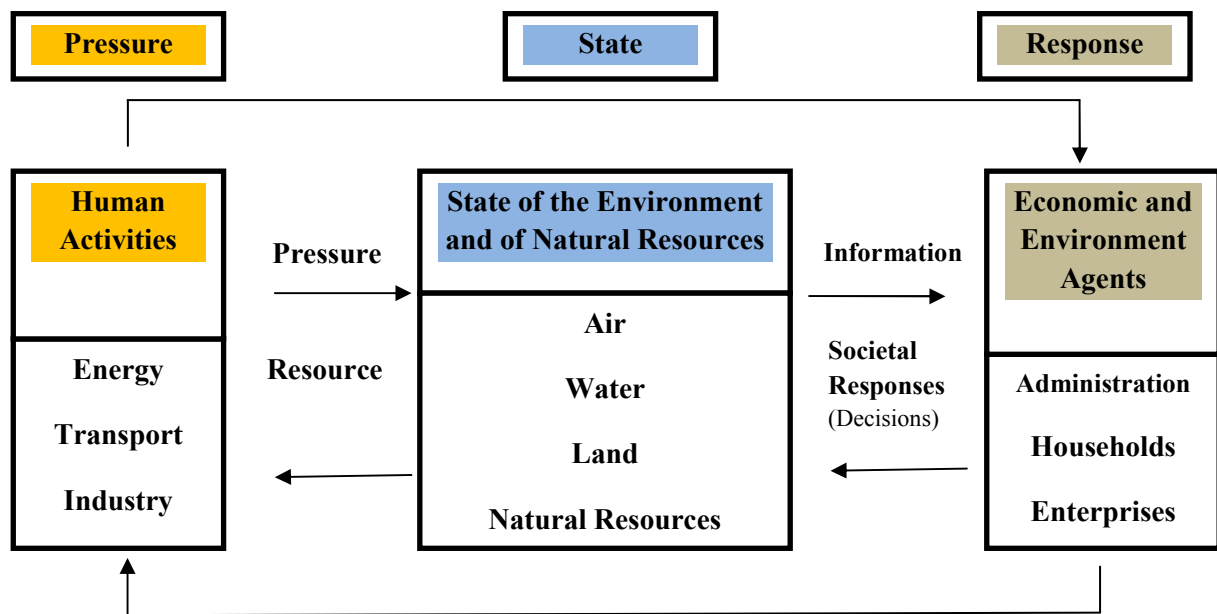 Pressure
State
Response
Human
Activities
Energy
Transport
Industry
Pressure
Resource
State of the Environment
and of Natural Resources
Air
Water
Land
Natural Resources
Information
Societal
Responses
(Decisions)
Economic and
Environment
Agents
Administration
Households
Enterprises